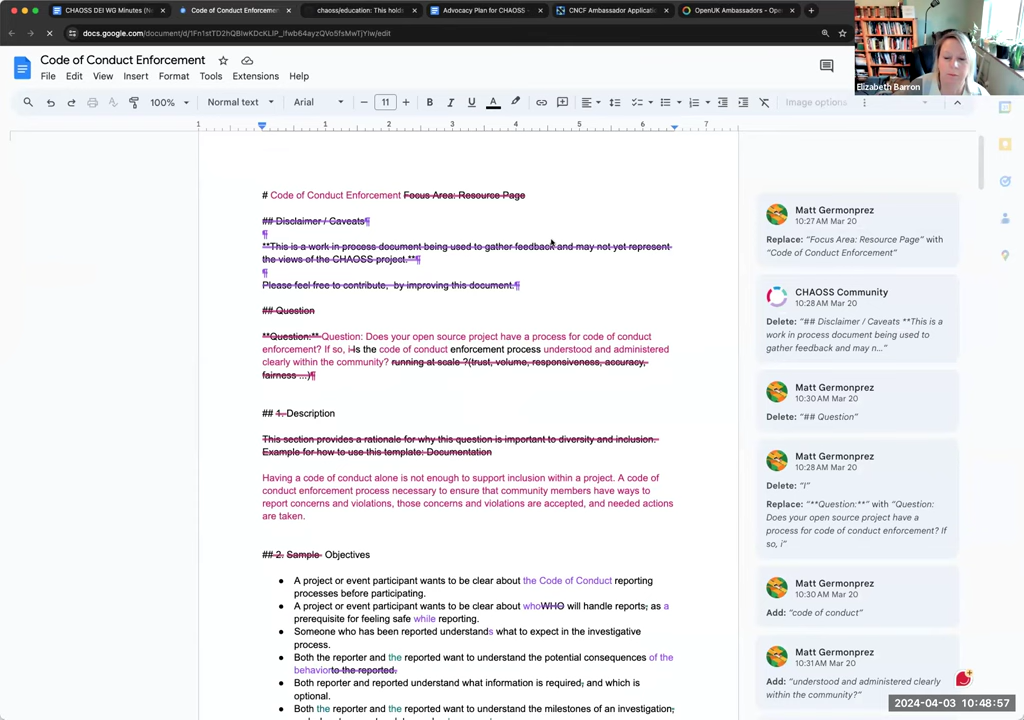 CHAOSS DEI WG Minutes (N
Code of Conduct Enforcemen
chaoss/education: This hold
Advocacy Plan for CHAOSS -
CNCF Ambassador Applicati
OpenUK Ambassadors - Ope
docs.google.com/document/d/1Fn1stTD2hQBIwKDcKLIP_Ifwb64ayzQVo5fsMwTjYIw/edit
Code of Conduct Enforcement
File Edit View Insert Format Tools Extensions Help
100% Normal text Arial 11 Image options
Elizabeth Barron
1 1 2 3 4 5 6 7
# Code of Conduct Enforcement Focus Area: Resource Page
## Disclaimer / Caveats¶
¶
**This is a work in process document being used to gather feedback and may not yet represent
the views of the CHAOSS project.**¶
¶
Please feel free to contribute,  by improving this document.¶
## Question
**Question:** Question: Does your open source project have a process for code of conduct
enforcement? If so, iIs the code of conduct enforcement process understood and administered
clearly within the community? running at scale ?(trust, volume, responsiveness, accuracy,
fairness ...)¶
## 1. Description
This section provides a rationale for why this question is important to diversity and inclusion.
Example for how to use this template: Documentation
Having a code of conduct alone is not enough to support inclusion within a project. A code of
conduct enforcement process necessary to ensure that community members have ways to
report concerns and violations, those concerns and violations are accepted, and needed actions
are taken.
## 2. Sample Objectives
● A project or event participant wants to be clear about the Code of Conduct reporting
processes before participating.
● A project or event participant wants to be clear about whoWHO will handle reports, as a
prerequisite for feeling safe while reporting.
● Someone who has been reported understands what to expect in the investigative
process.
● Both the reporter and the reported want to understand the potential consequences of the
behaviorto the reported.
● Both reporter and reported understand what information is required, and which is
optional.
● Both the reporter and the reported want to understand the milestones of an investigation,
Matt Germonprez
10:27 AM Mar 20
Replace: "Focus Area: Resource Page" with
"Code of Conduct Enforcement"
CHAOSS Community
10:28 AM Mar 20
Delete: "## Disclaimer / Caveats **This is a
work in process document being used to
gather feedback and may n..."
Matt Germonprez
10:30 AM Mar 20
Delete: "## Question"
Matt Germonprez
10:28 AM Mar 20
Delete: "I"
Replace: "**Question:**" with "Question:
Does your open source project have a
process for code of conduct enforcement? If
so, i"
Matt Germonprez
10:30 AM Mar 20
Add: "code of conduct"
Matt Germonprez
10:31 AM Mar 20
Add: "understood and administered clearly
within the community?"
2024-04-03 10:48:57